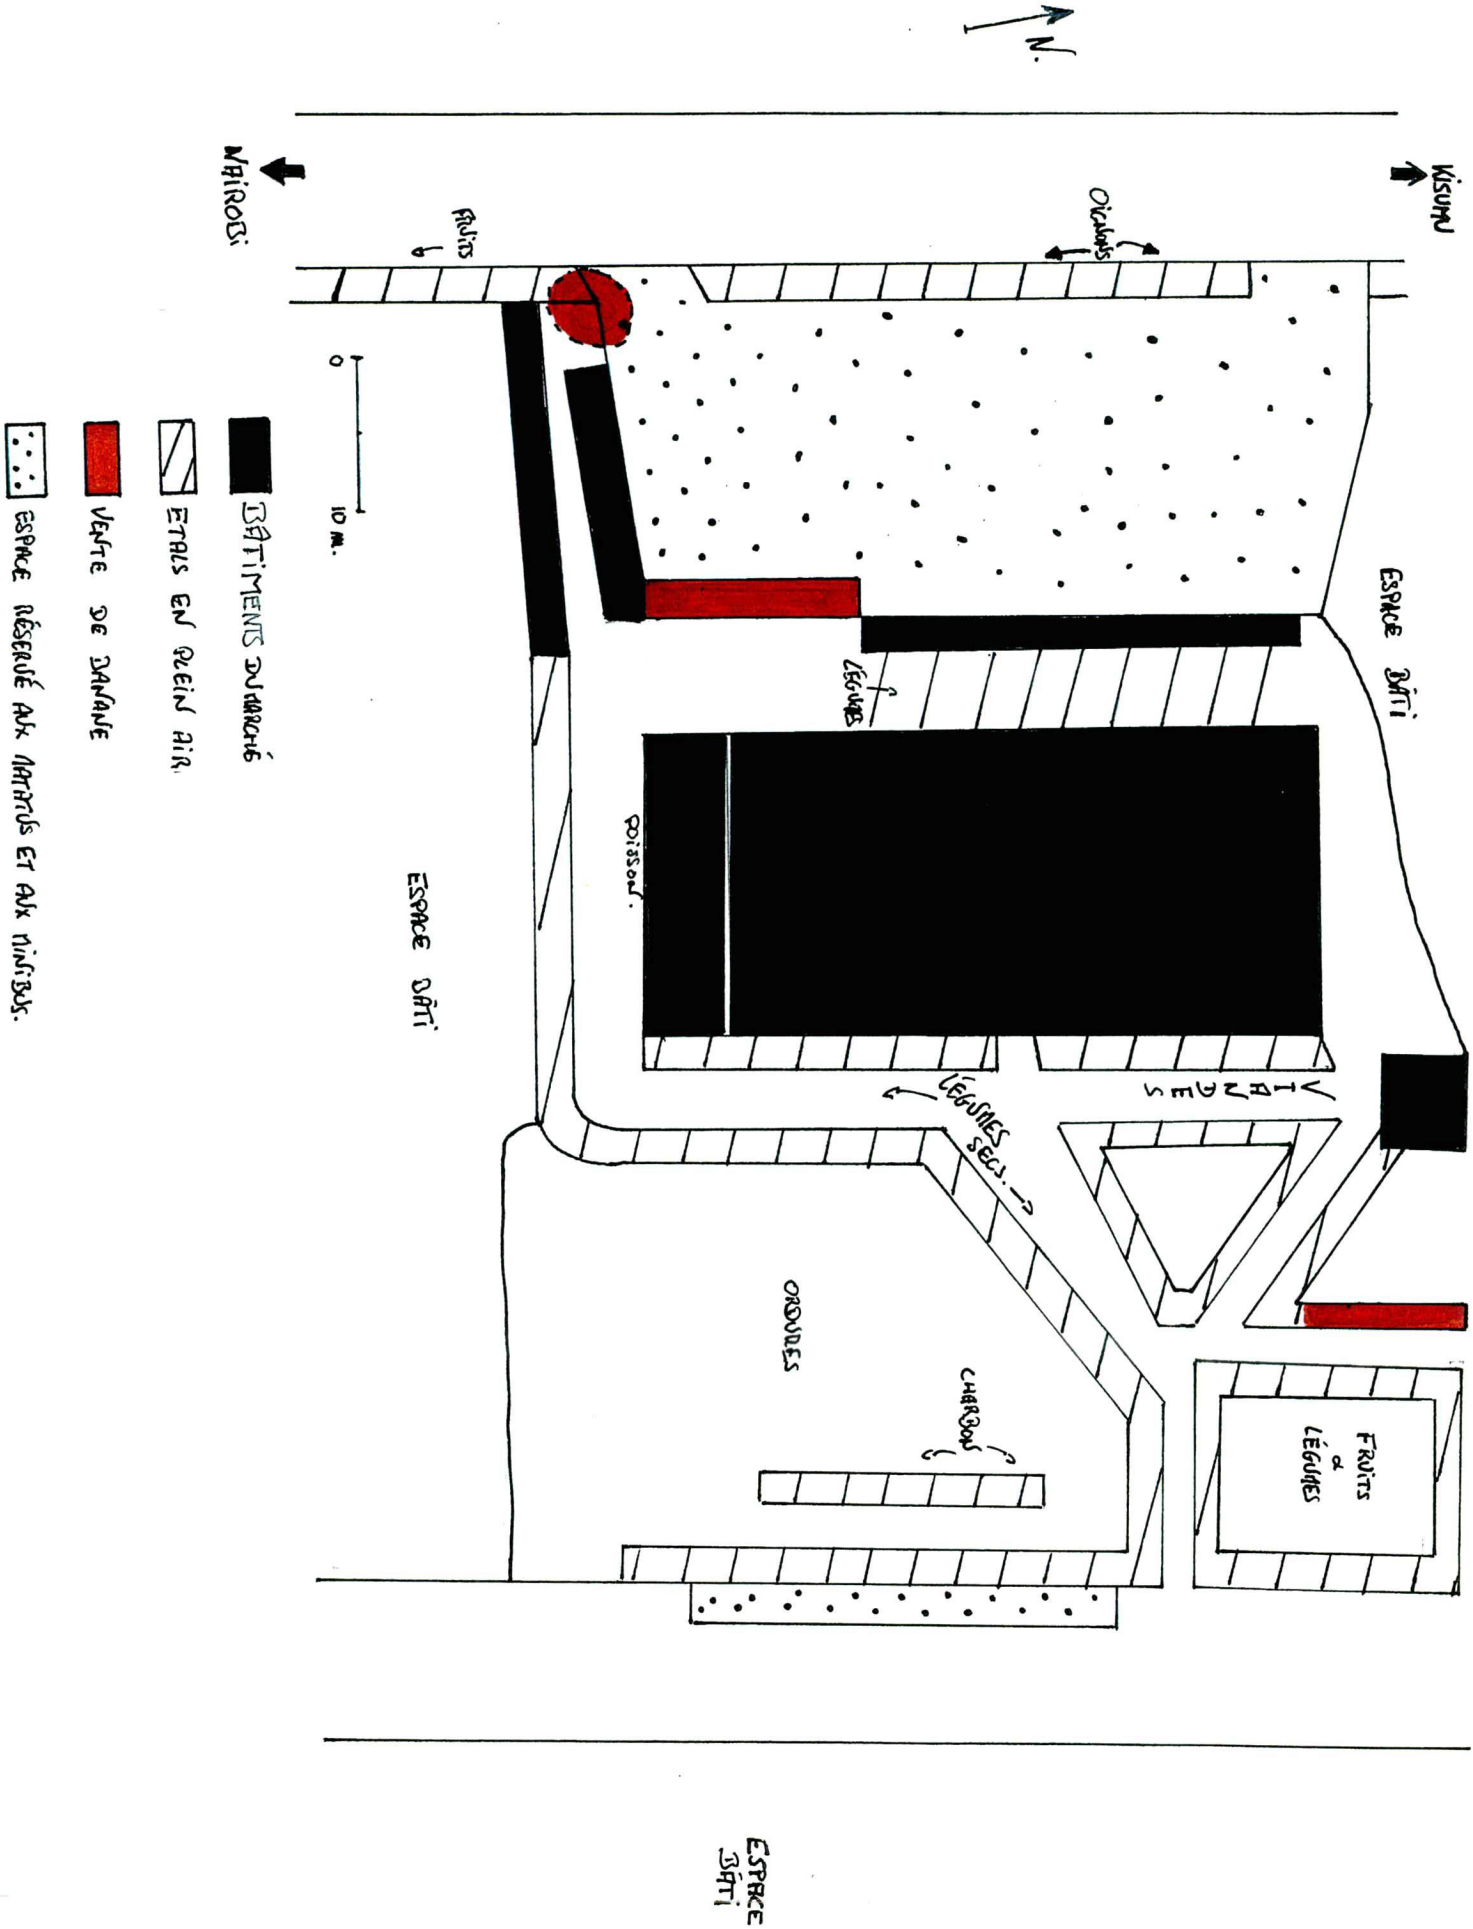 N.
KISUMU
NAIROBI
OIGNONS
FRUITS
0 10 m.
ESPACE BÂTI
LÉGUMES
POISSON.
VIANDES
LÉGUMES
SECS.
ESPACE BÂTI
ORDURES
CHARBON
FRUITS
&
LÉGUMES
ESPACE
BÂTI
BÂTIMENTS DU MARCHÉ
ETALS EN PLEIN AIR.
VENTE DE BANANE
ESPACE RÉSERVÉ AUX MATATUS ET AUX MINIBUS.